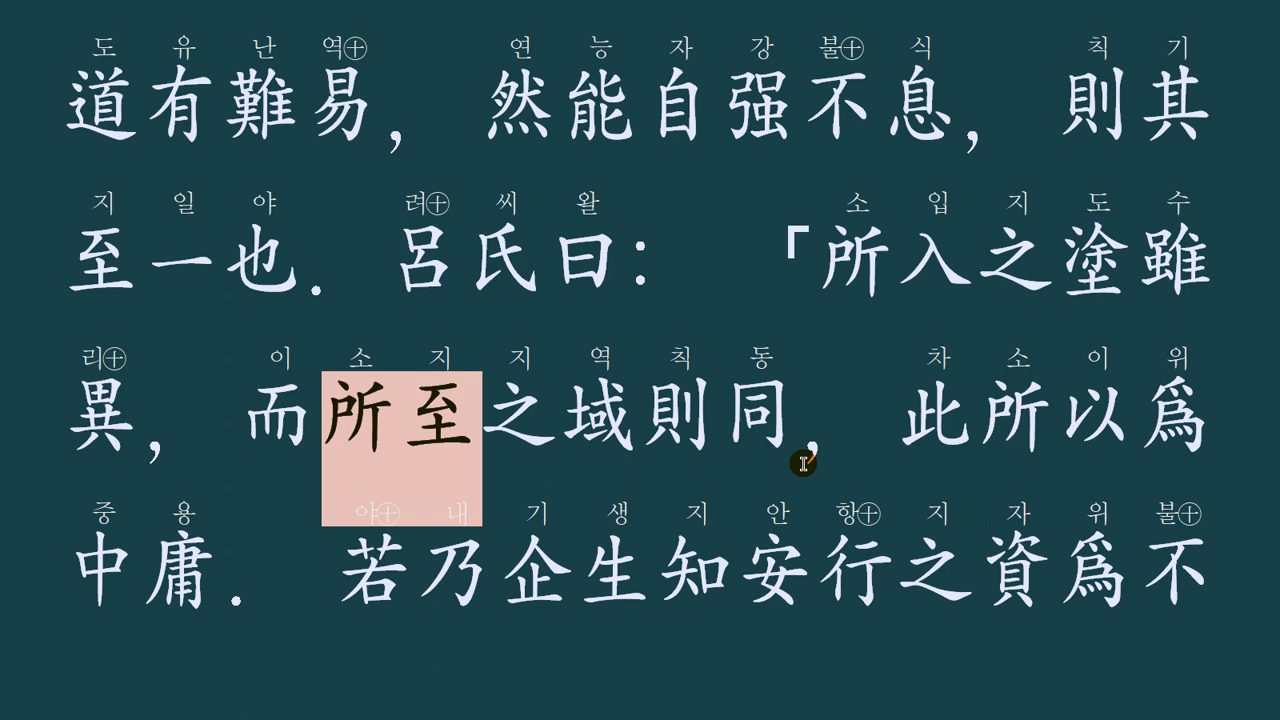 도 유 난 역㈩ 연 능 자 강 불㈩ 식 칙 기
道有難易, 然能自强不息, 則其
지 일 야 려㈩ 씨 왈 소 입 지 도 수
至一也. 呂氏曰: 「所入之塗雖
리㈩ 이 소 지 지 역 칙 동 차 소 이 위
異, 而所至之域則同, 此所以爲
중 용 야㈩ 내 기 생 지 안 항㈩ 지 자 위 불㈩
中庸. 若乃企生知安行之資爲不